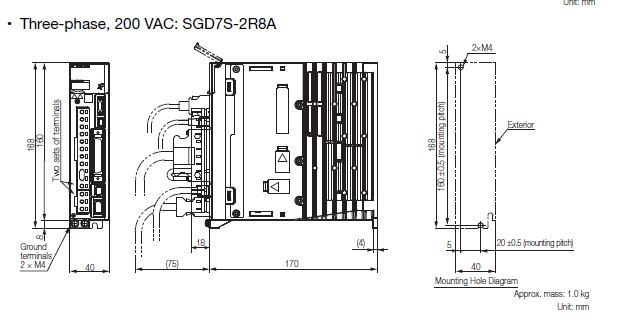 Unit: mm
• Three-phase, 200 VAC: SGD7S-2R8A
2×M4
5
168
160
Two sets of terminals
8
Ground
terminals
2 × M4
40
18
(75)
170
(4)
168
160 ±0.5 (mounting pitch)
Exterior
5
20 ±0.5 (mounting pitch)
40
Mounting Hole Diagram
Approx. mass: 1.0 kg
Unit: mm